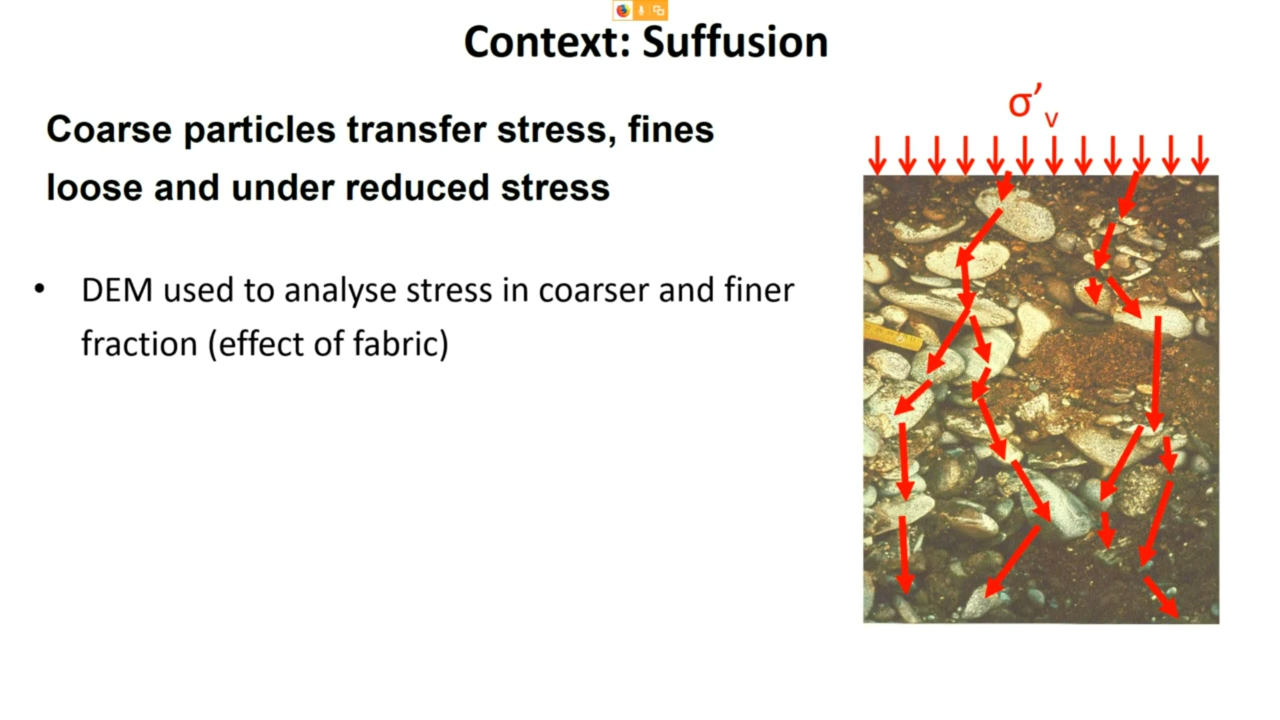 Context: Suffusion
Coarse particles transfer stress, fines
loose and under reduced stress
• DEM used to analyse stress in coarser and finer
fraction (effect of fabric)
σ’v